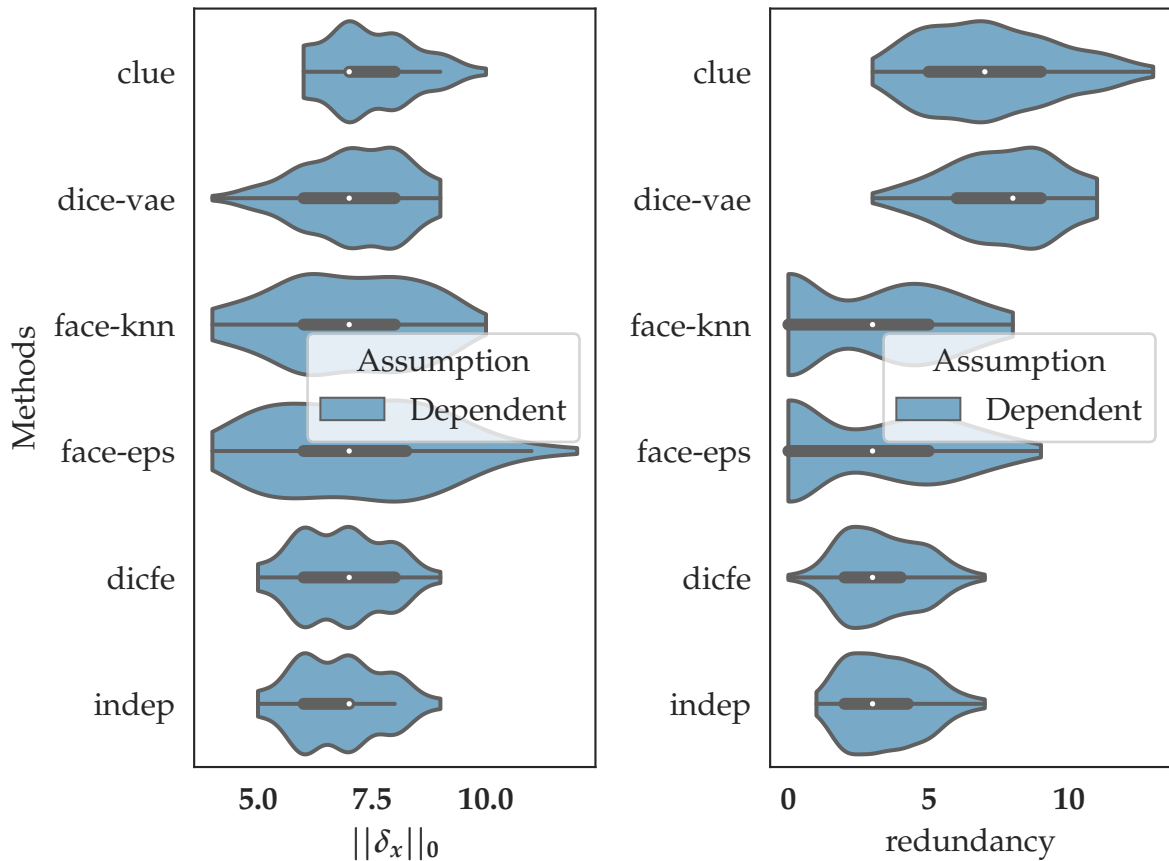 Methods
clue
dice-vae
face-knn
face-eps
dicfe
indep
Assumption
Dependent
5.0 7.5 10.0
||δₓ||₀
clue
dice-vae
face-knn
face-eps
dicfe
indep
Assumption
Dependent
0 5 10
redundancy